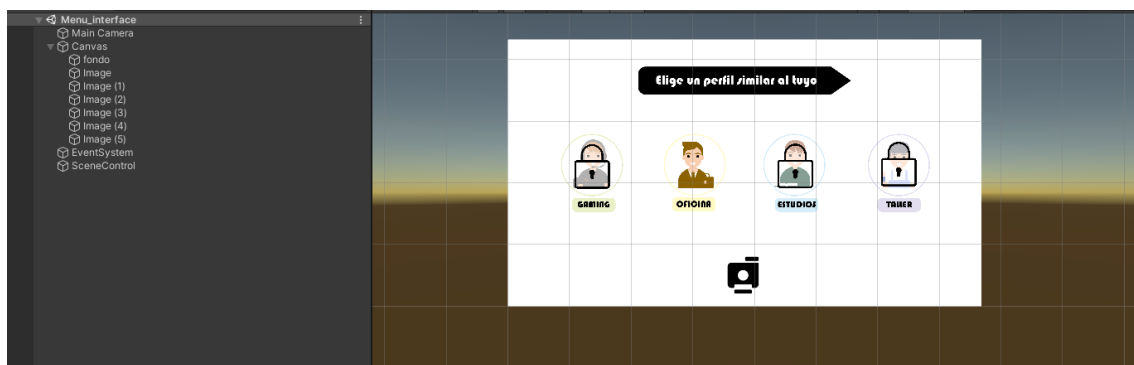 Menu_interface
Main Camera
Canvas
fondo
Image
Image (1)
Image (2)
Image (3)
Image (4)
Image (5)
EventSystem
SceneControl
Elige un perfil similar al tuyo
GAMING
OFICINA
ESTUDIOS
TALLER